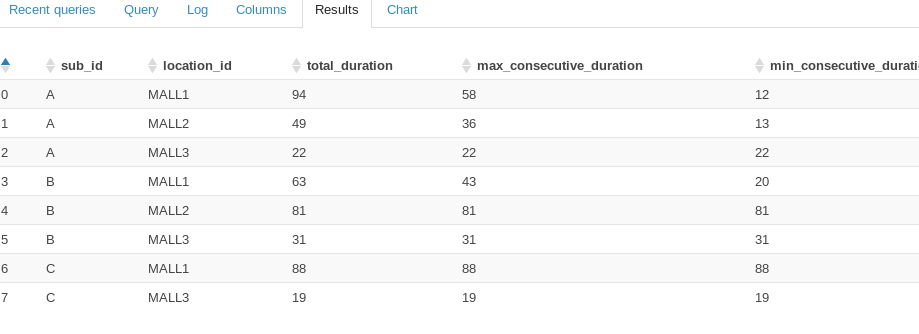 Recent queries Query Log Columns Results Chart
sub_id location_id total_duration max_consecutive_duration min_consecutive_durati
0 A MALL1 94 58 12
1 A MALL2 49 36 13
2 A MALL3 22 22 22
3 B MALL1 63 43 20
4 B MALL2 81 81 81
5 B MALL3 31 31 31
6 C MALL1 88 88 88
7 C MALL3 19 19 19